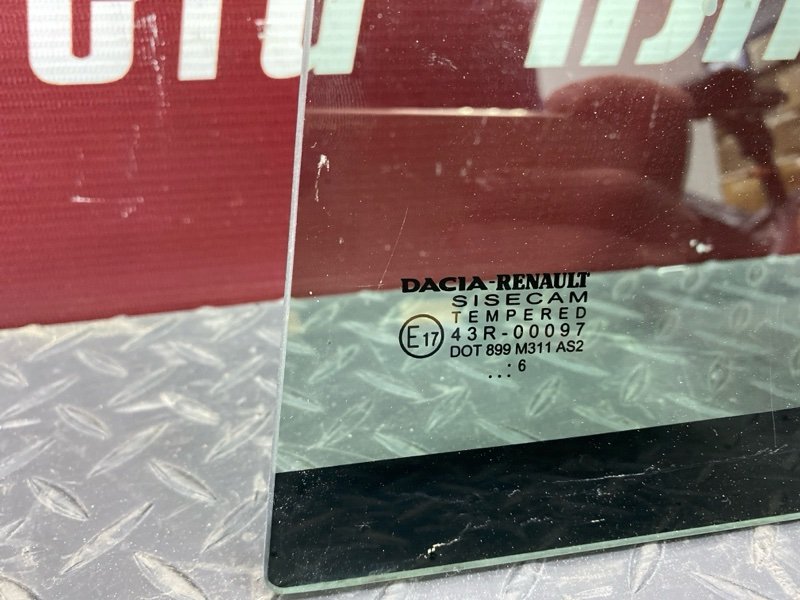 DACIA-RENAULT
SISECAM
TEMPERED
E17 43R-00097
DOT 899 M311 AS2
..: 6